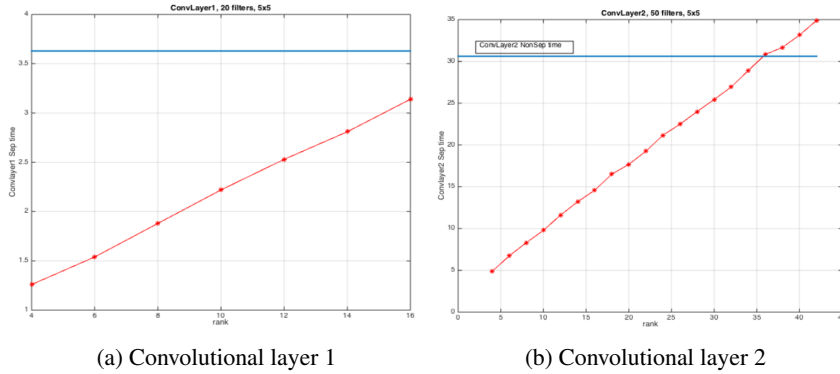 ConvLayer1, 20 filters, 5x5
Convlayer1 Sep time
4
3.5
3
2.5
2
1.5
1
4 6 8 10 12 14 16
rank
(a) Convolutional layer 1
ConvLayer2, 50 filters, 5x5
ConvLayer2 NonSep time
Convlayer2 Sep time
35
30
25
20
15
10
5
0
0 5 10 15 20 25 30 35 40 45
rank
(b) Convolutional layer 2